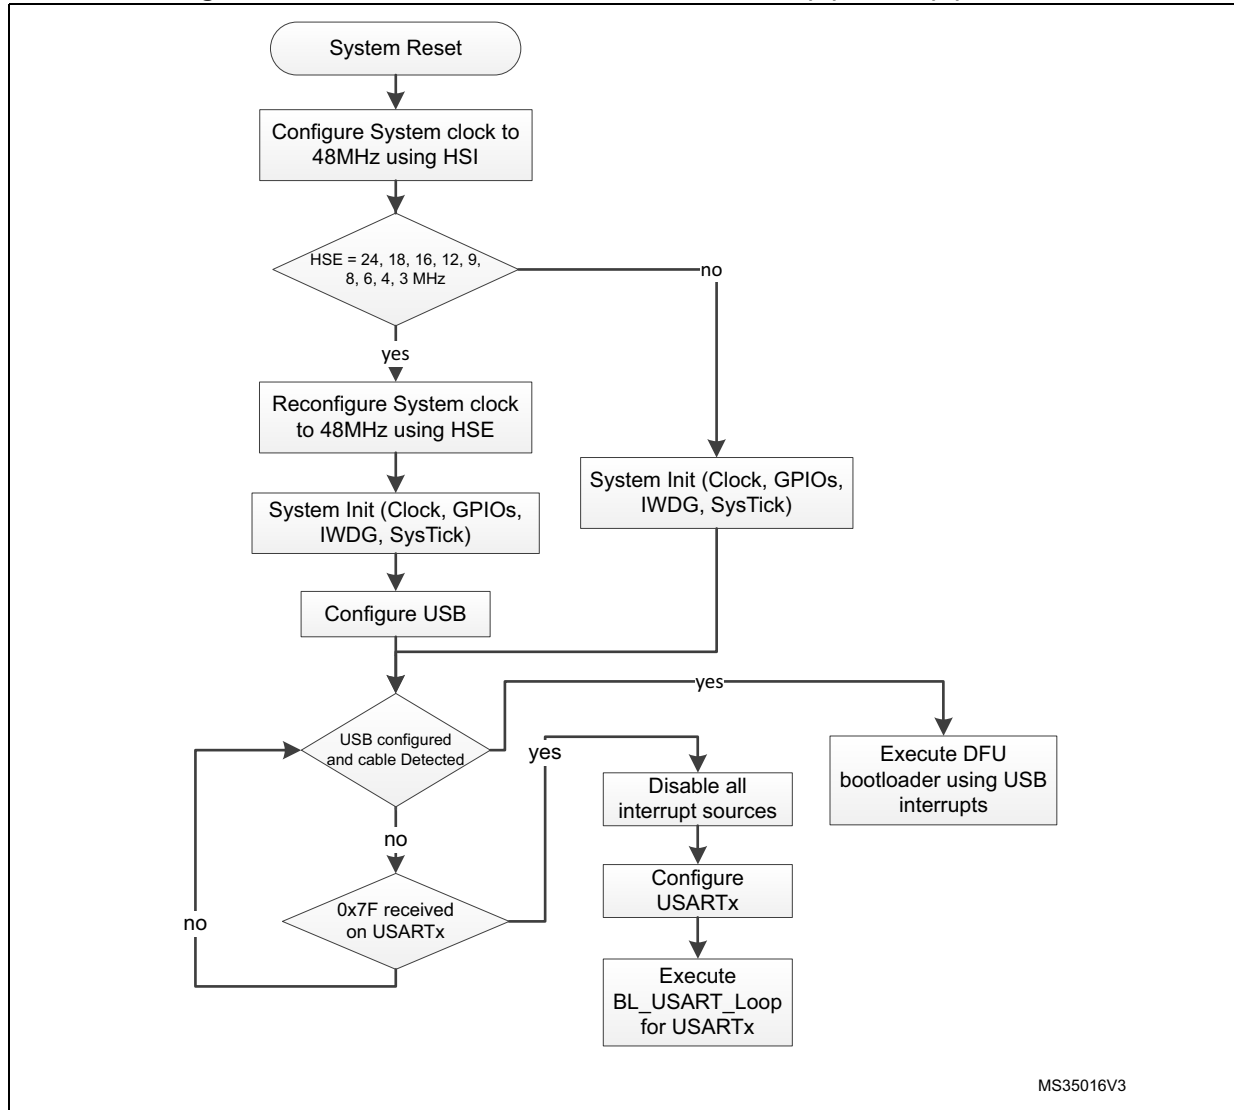 System Reset
Configure System clock to
48MHz using HSI
HSE = 24, 18, 16, 12, 9,
8, 6, 4, 3 MHz
no
yes
Reconfigure System clock
to 48MHz using HSE
System Init (Clock, GPIOs,
IWDG, SysTick)
System Init (Clock, GPIOs,
IWDG, SysTick)
Configure USB
yes
USB configured
and cable Detected
yes
Execute DFU
bootloader using USB
interrupts
Disable all
interrupt sources
no
Configure
USARTx
0x7F received
on USARTx
no
Execute
BL_USART_Loop
for USARTx
MS35016V3